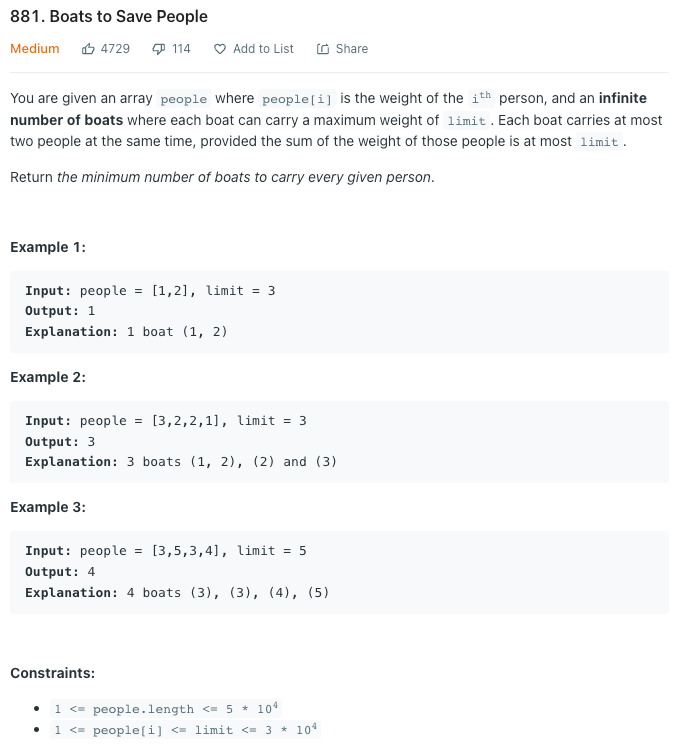 881. Boats to Save People
Medium 4729 114 Add to List Share
You are given an array people where people[i] is the weight of the iᵗʰ person, and an infinite
number of boats where each boat can carry a maximum weight of limit. Each boat carries at most
two people at the same time, provided the sum of the weight of those people is at most limit.
Return the minimum number of boats to carry every given person.
Example 1:
Input: people = [1,2], limit = 3
Output: 1
Explanation: 1 boat (1, 2)
Example 2:
Input: people = [3,2,2,1], limit = 3
Output: 3
Explanation: 3 boats (1, 2), (2) and (3)
Example 3:
Input: people = [3,5,3,4], limit = 5
Output: 4
Explanation: 4 boats (3), (3), (4), (5)
Constraints:
• 1 <= people.length <= 5 * 10⁴
• 1 <= people[i] <= limit <= 3 * 10⁴